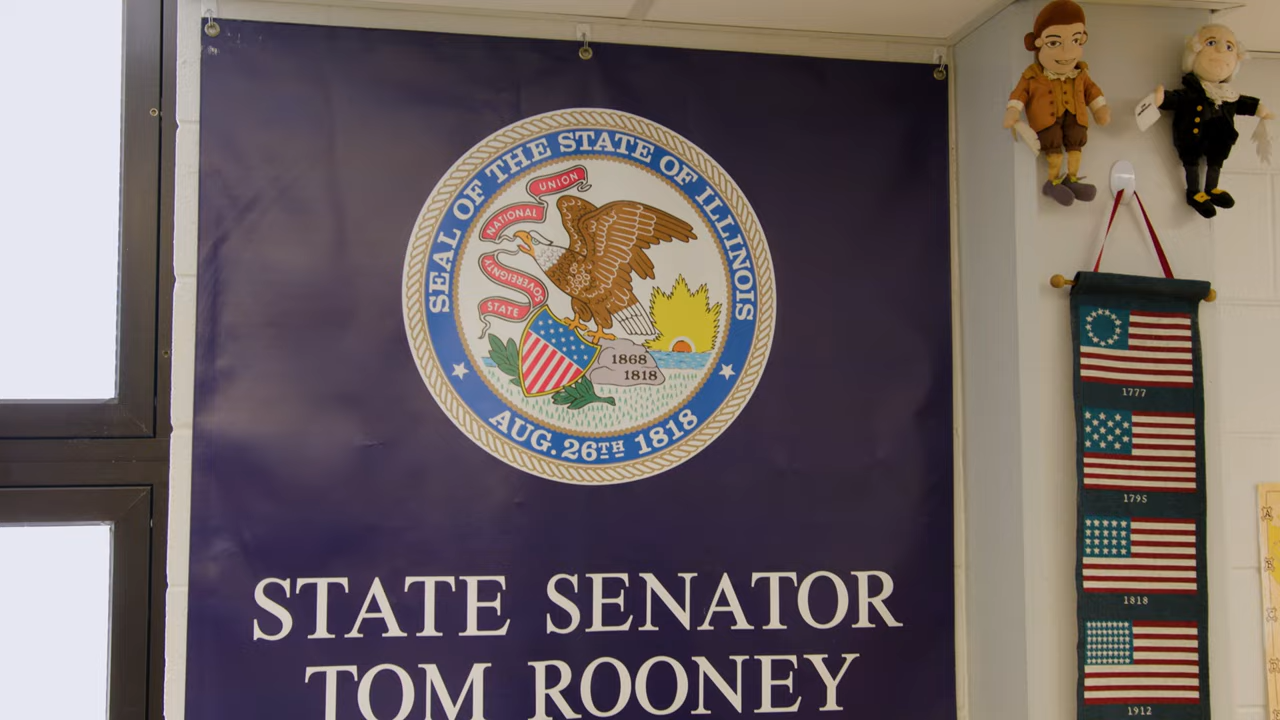 SEAL OF THE STATE OF ILLINOIS
NATIONAL UNION
STATE SOVEREIGNTY
1868
1818
AUG. 26TH 1818
STATE SENATOR
TOM ROONEY
1777
1795
1818
1912